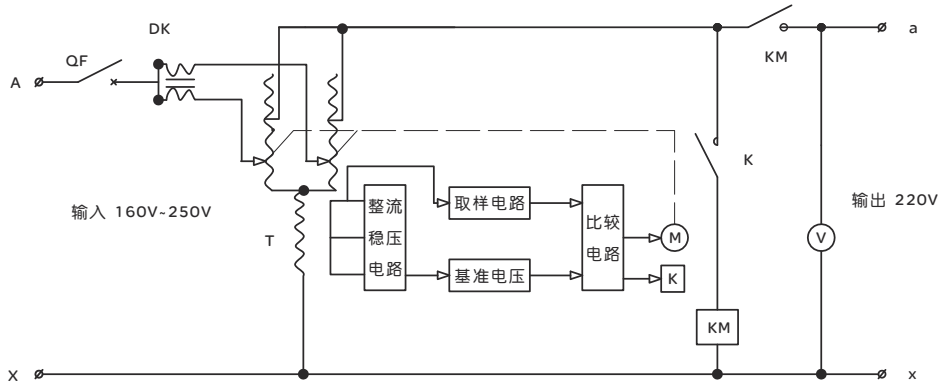 DK
a
QF
KM
A
K
输入 160V~250V
整流
稳压
电路
取样电路
比较
电路
输出 220V
T
M
V
基准电压
K
KM
X
x